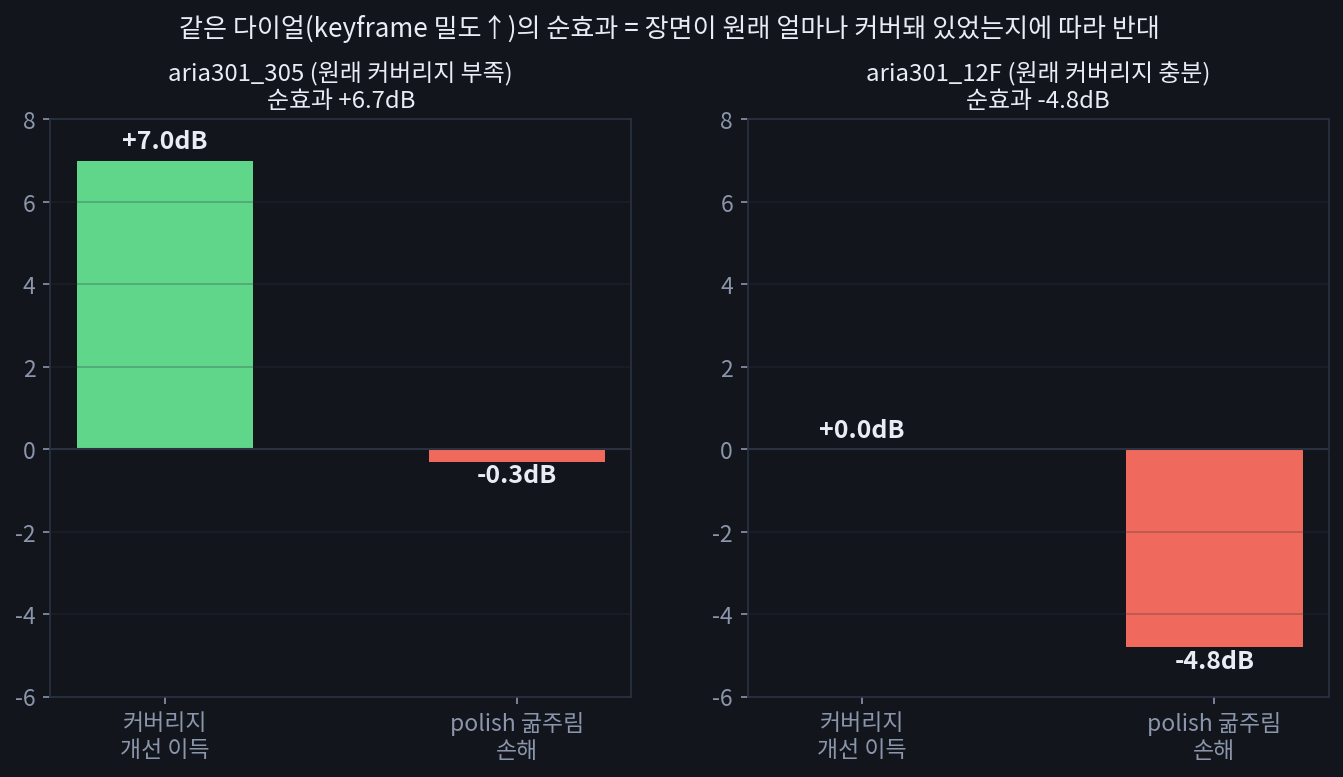 같은 다이얼(keyframe 밀도↑)의 순효과 = 장면이 원래 얼마나 커버돼 있었는지에 따라 반대
aria301_305 (원래 커버리지 부족)
순효과 +6.7dB
8
+7.0dB
6
4
2
0
-0.3dB
-2
-4
-6
커버리지
개선 이득
polish 굶주림
손해
aria301_12F (원래 커버리지 충분)
순효과 -4.8dB
8
6
4
2
+0.0dB
0
-2
-4
-4.8dB
-6
커버리지
개선 이득
polish 굶주림
손해